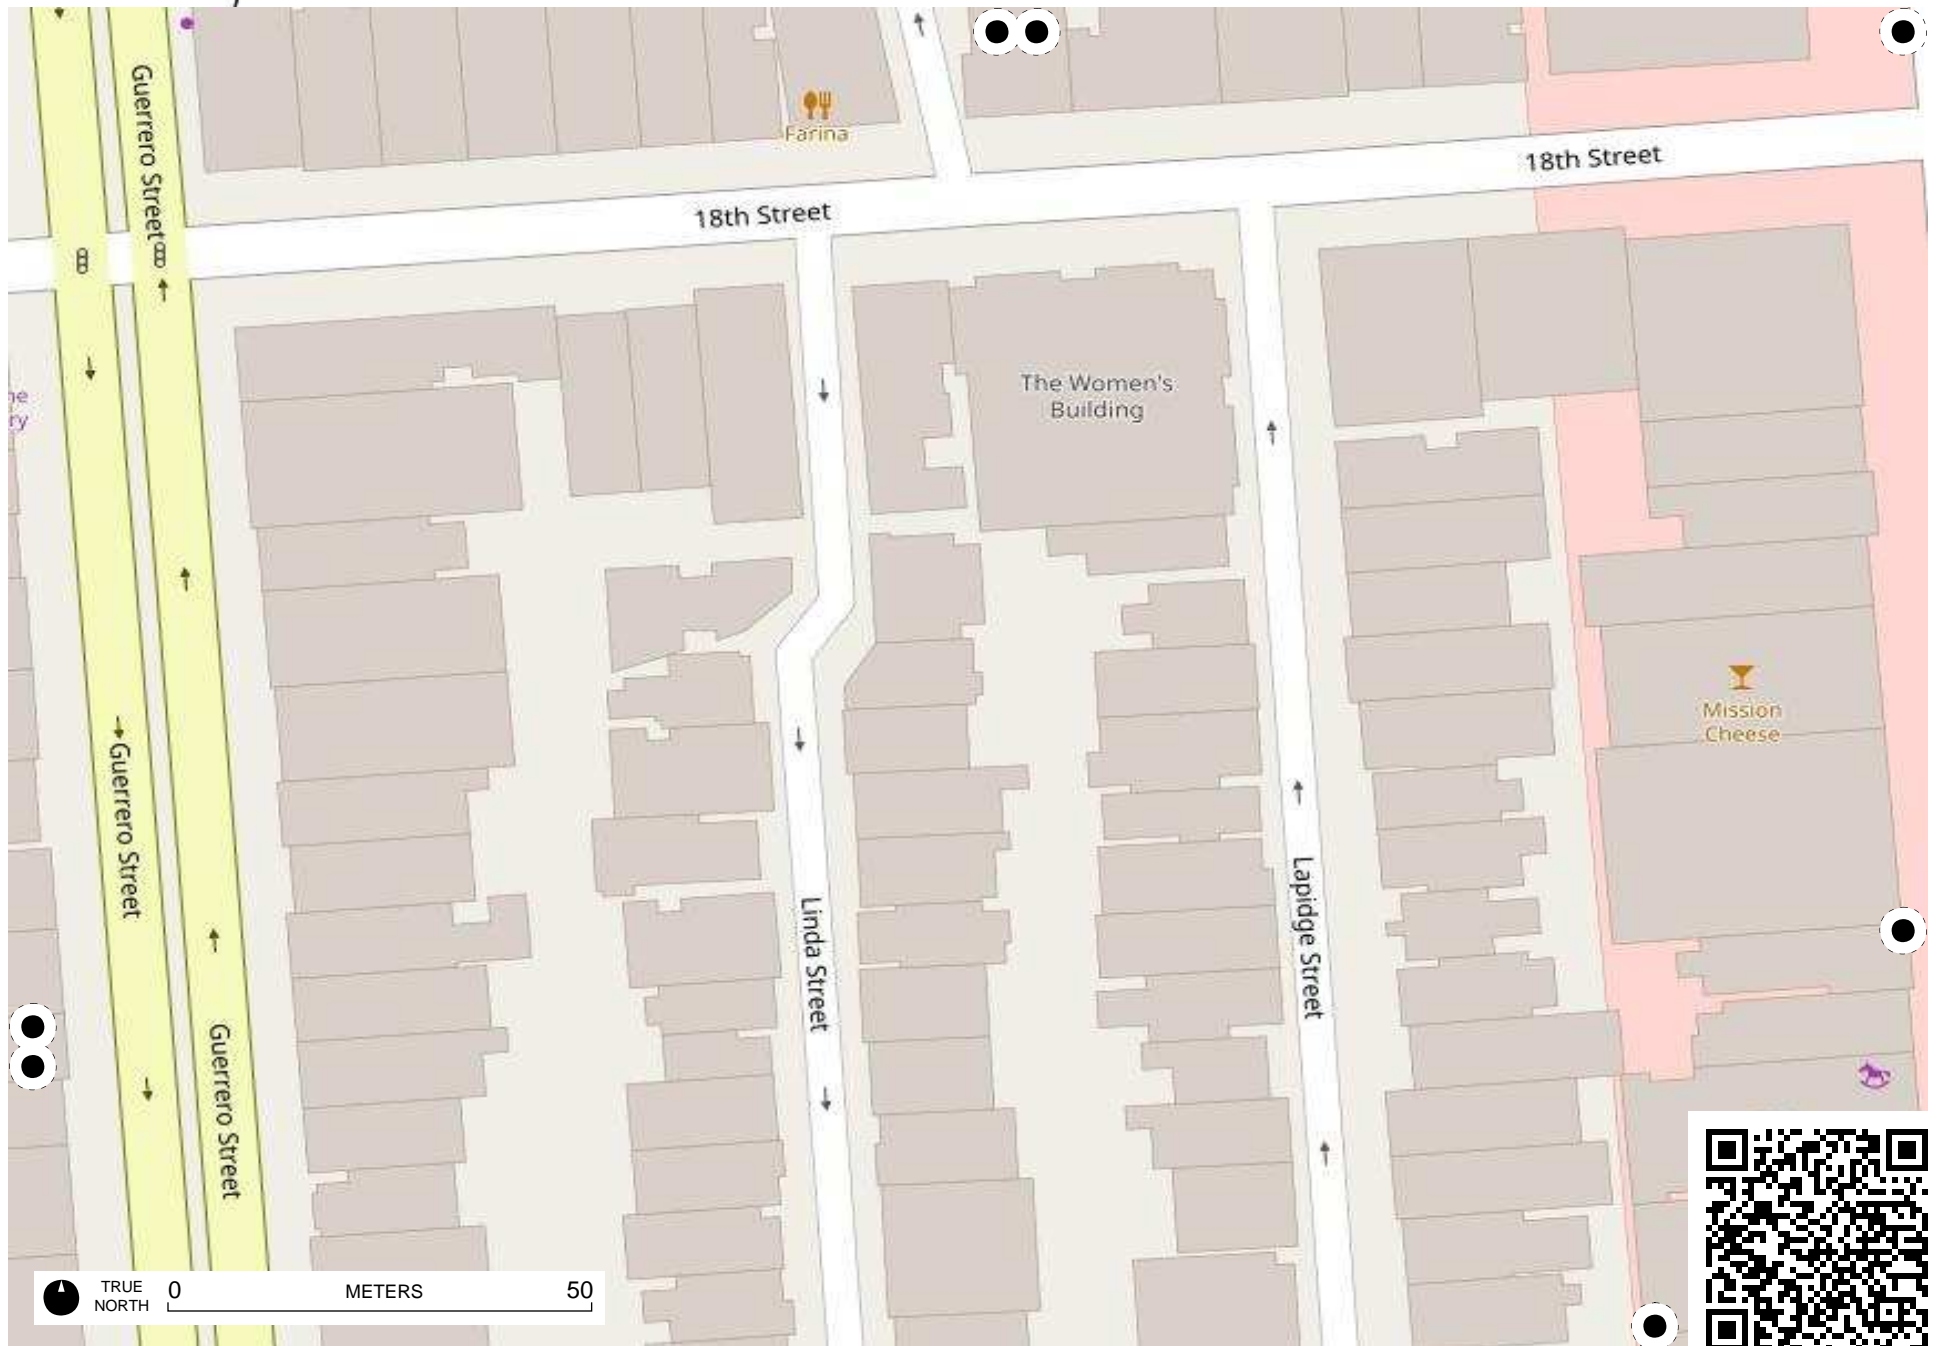 Guerrero Street
Farina
18th Street
18th Street
The Women's
Building
Mission
Cheese
Guerrero Street
Linda Street
Lapidge Street
Guerrero Street
TRUE
NORTH
0 METERS 50